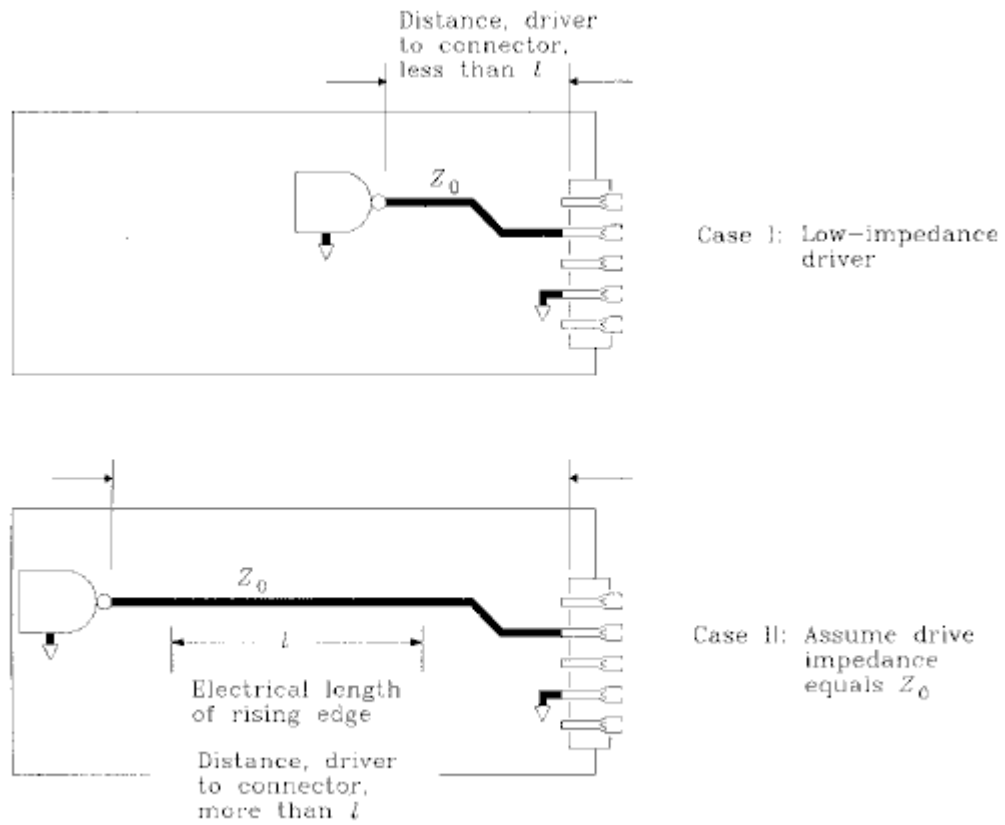 Distance, driver
to connector,
less than l
Z0
Case I: Low-impedance
driver
Z0
l
Electrical length
of rising edge
Case II: Assume drive
impedance
equals Z0
Distance, driver
to connector,
more than l